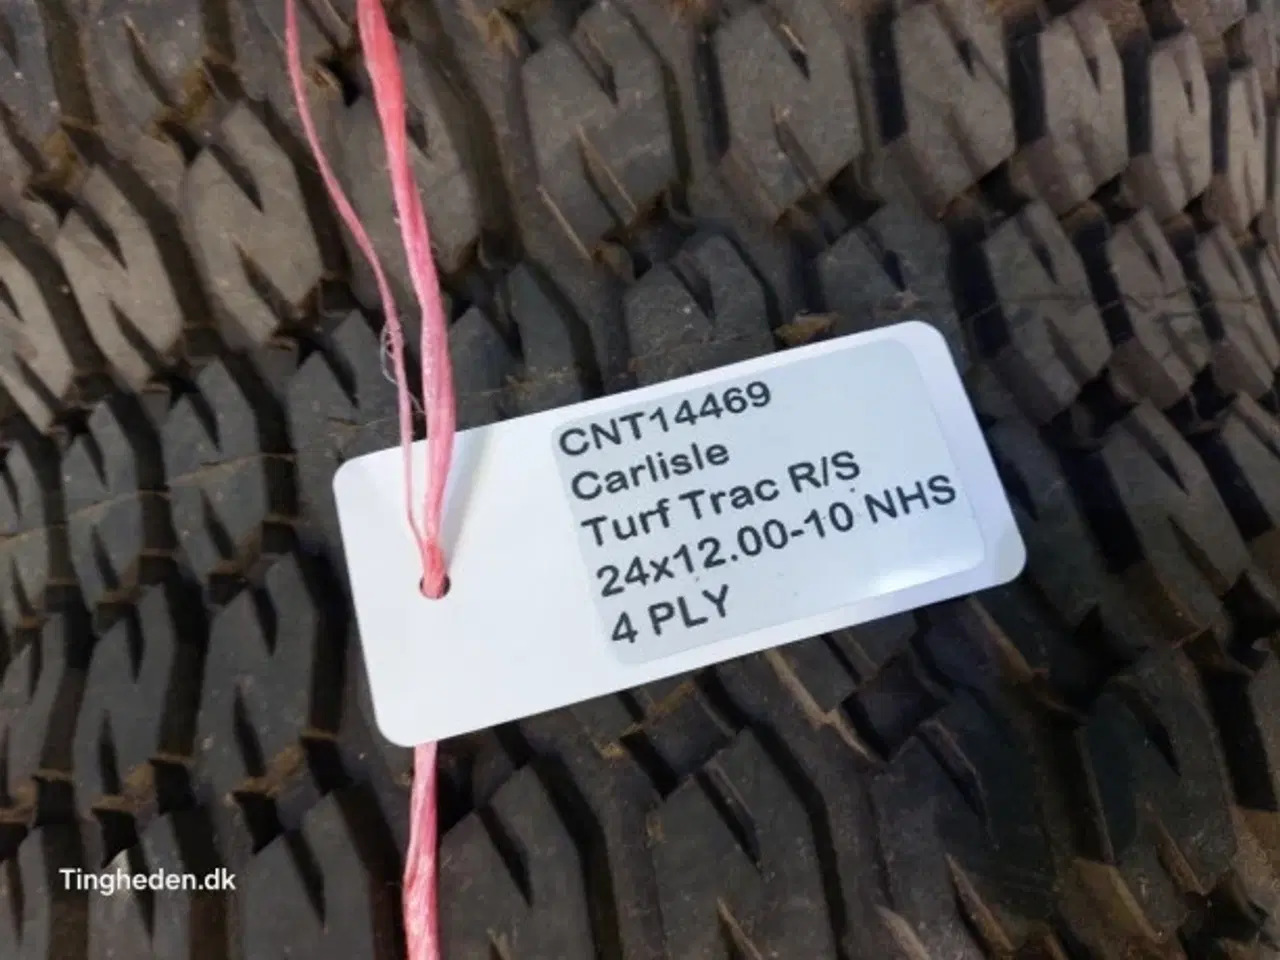 CNT14469
Carlisle
Turf Trac R/S
24x12.00-10 NHS
4 PLY
Tingheden.dk